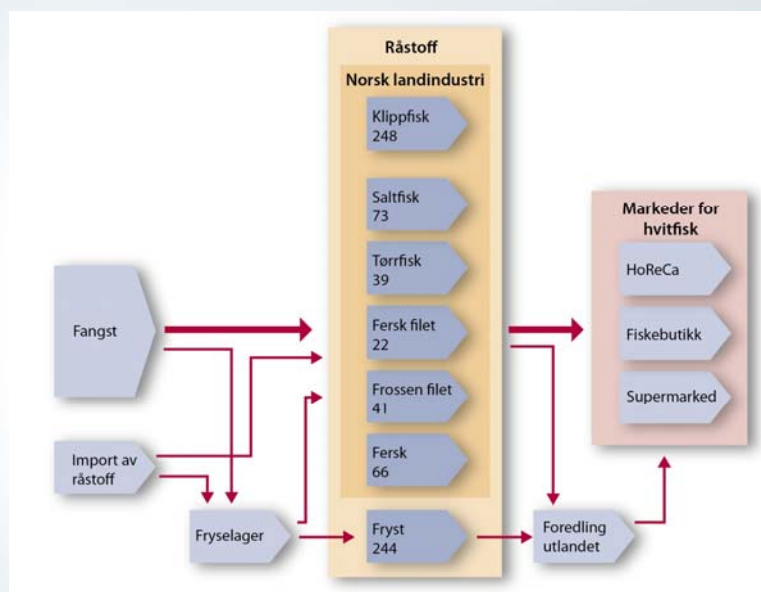 Råstoff
Norsk landindustri
Klippfisk
248
Saltfisk
73
Tørrfisk
39
Fersk filet
22
Frossen filet
41
Fersk
66
Fryst
244
Fangst
Import av
råstoff
Fryselager
Foredling
utlandet
Markeder for
hvitfisk
HoReCa
Fiskebutikk
Supermarked